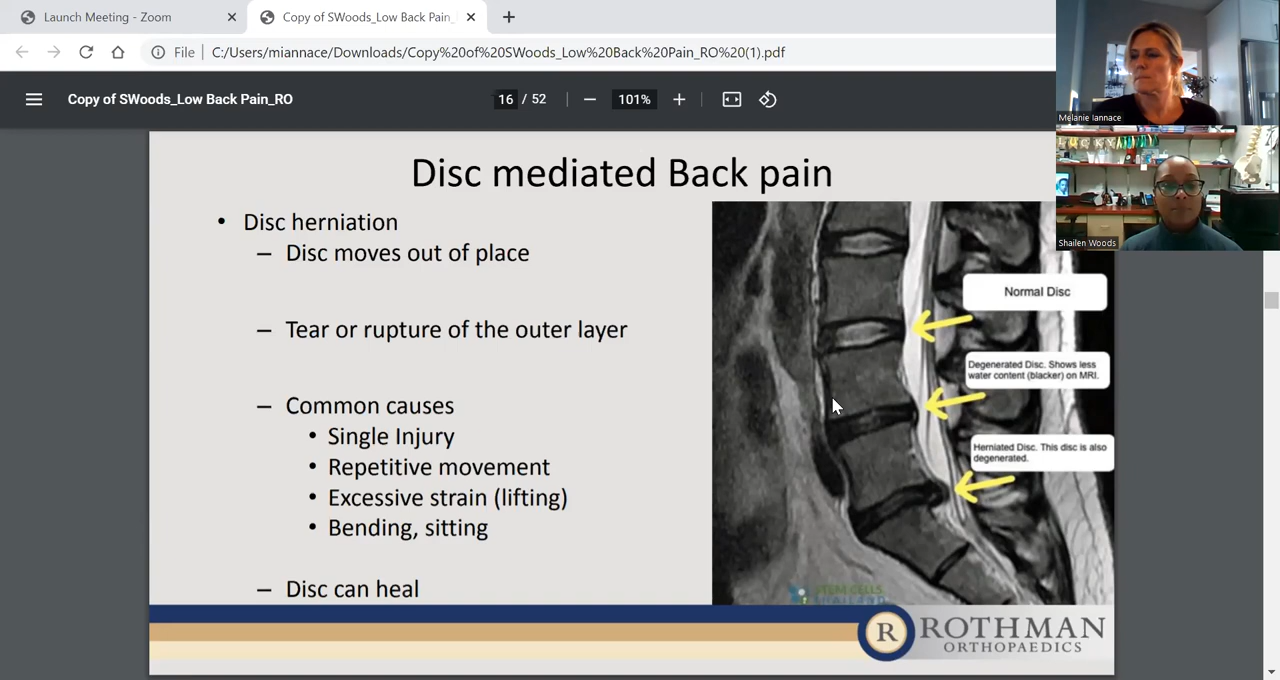 Launch Meeting - Zoom
Copy of SWoods_Low Back Pain_
File
C:/Users/miannace/Downloads/Copy%20of%20SWoods_Low%20Back%20Pain_RO%20(1).pdf
Copy of SWoods_Low Back Pain_RO
16 / 52
101%
Melanie Iannace
Shailen Woods
Disc mediated Back pain
• Disc herniation
– Disc moves out of place
– Tear or rupture of the outer layer
– Common causes
• Single Injury
• Repetitive movement
• Excessive strain (lifting)
• Bending, sitting
– Disc can heal
Normal Disc
Degenerated Disc. Shows less
water content (blacker) on MRI.
Herniated Disc. This disc is also
degenerated.
STEM CELLS
R
ROTHMAN
ORTHOPAEDICS